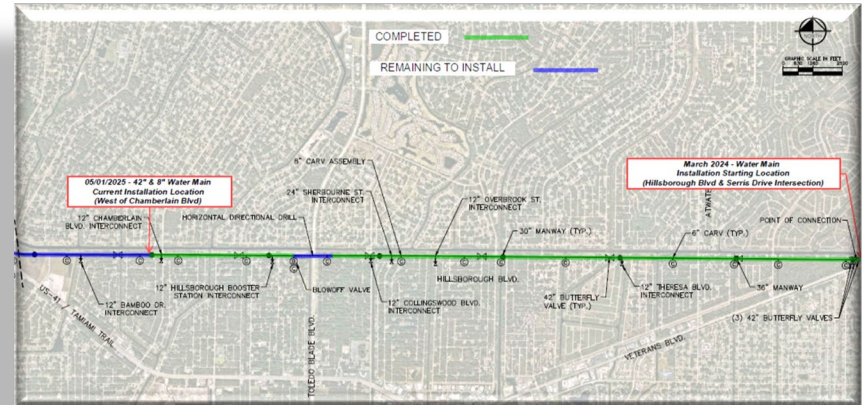 COMPLETED
REMAINING TO INSTALL
GRAPHIC SCALE IN FEET
05/01/2025 - 42" & 8" Water Main
Current Installation Location
(West of Chamberlain Blvd)
March 2024 - Water Main
Installation Starting Location
(Hillsborough Blvd & Serris Drive Intersection)
6" CARV ASSEMBLY
24" SHERBOURNE ST.
INTERCONNECT
12" OVERBROOK ST.
INTERCONNECT
12" CHAMBERLAIN
BLVD. INTERCONNECT
HORIZONTAL DIRECTIONAL DRILL
30" MANWAY (TYP.)
6" CARV (TYP.)
POINT OF CONNECTION
12" BAMBOO DR.
INTERCONNECT
12" HILLSBOROUGH BOOSTER
STATION INTERCONNECT
BLOWOFF VALVE
12" COLLINGSWOOD BLVD.
INTERCONNECT
HILLSBOROUGH BLVD.
42" BUTTERFLY
VALVE (TYP.)
12" THERESA BLVD.
INTERCONNECT
36" MANWAY
(3) 42" BUTTERFLY VALVES
US-41 / TAMIAMI TRAIL
TOLEDO BLADE BLVD.
VETERANS BLVD.